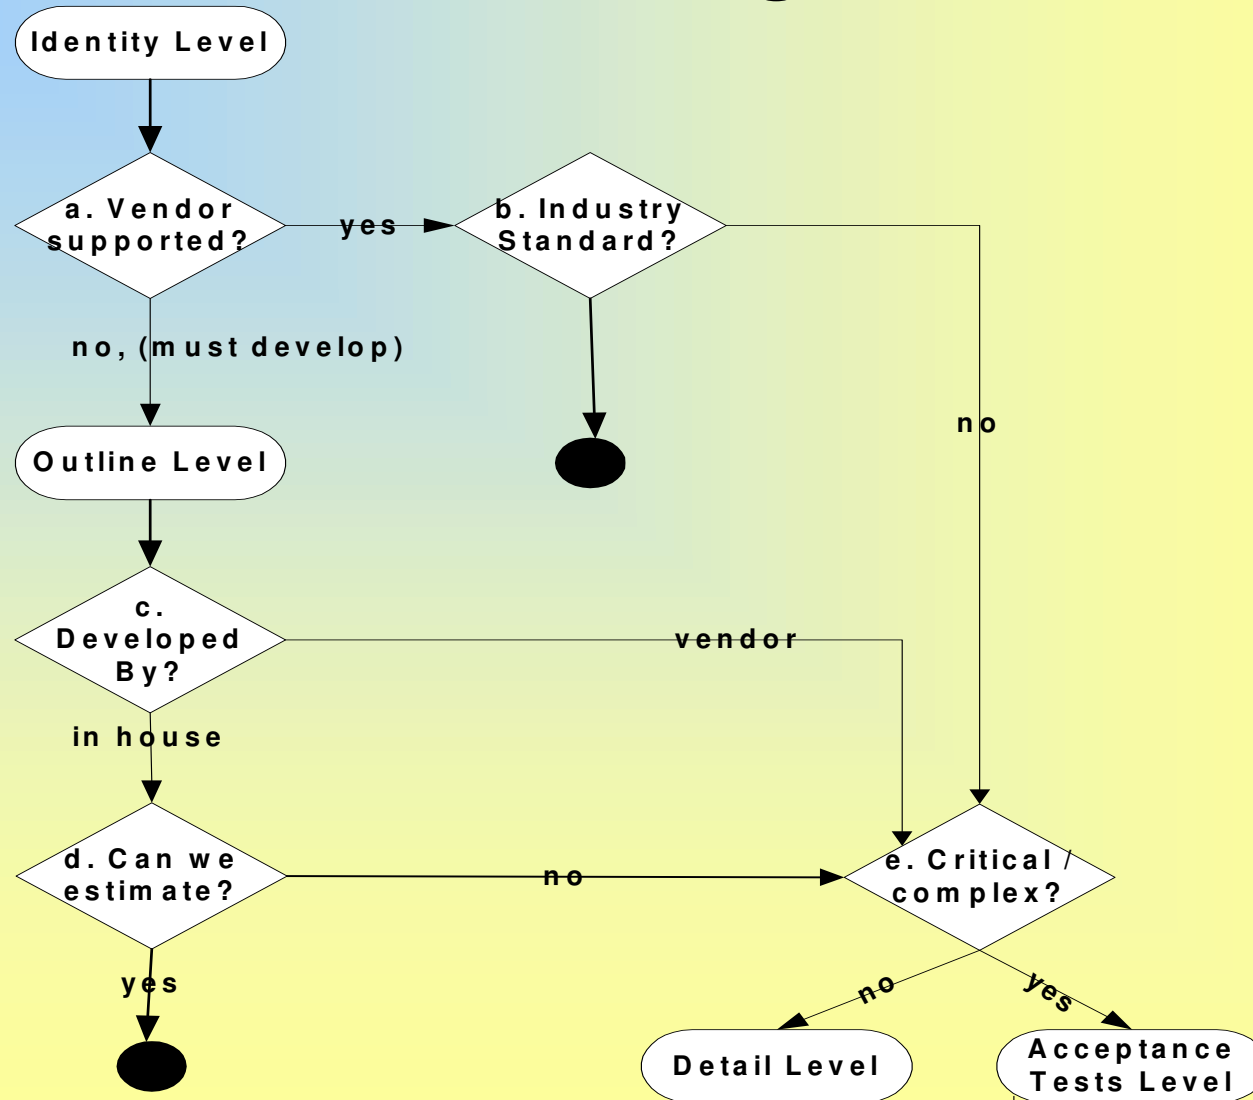 Identity Level
a. Vendor
supported?
yes
b. Industry
Standard?
no, (must develop)
no
Outline Level
c.
Developed
By?
vendor
in house
d. Can we
estimate?
no
e. Critical /
complex?
yes
no
yes
Detail Level
Acceptance
Tests Level